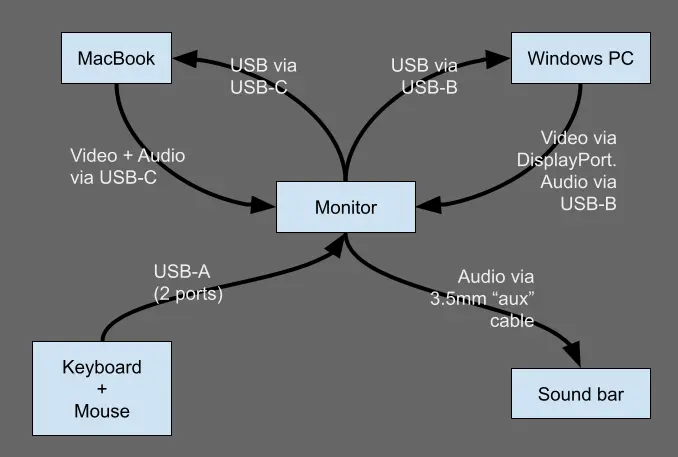 MacBook
USB via
USB-C
USB via
USB-B
Windows PC
Video + Audio
via USB-C
Video via
DisplayPort.
Audio via
USB-B
Monitor
USB-A
(2 ports)
Audio via
3.5mm “aux”
cable
Keyboard
+
Mouse
Sound bar